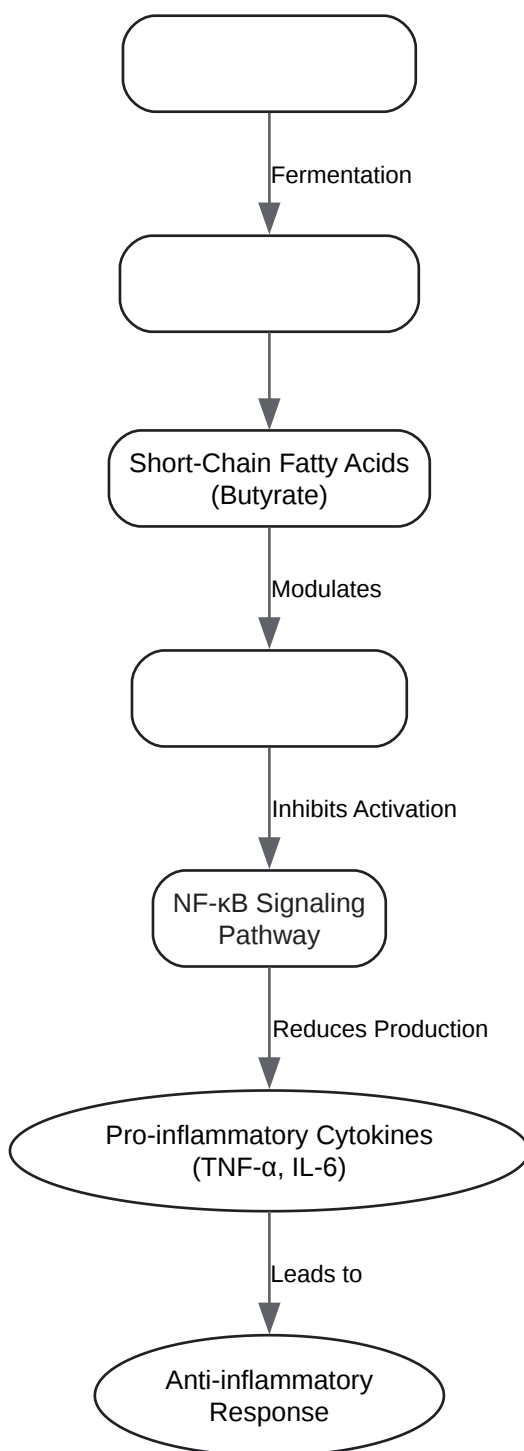 Fermentation
Short-Chain Fatty Acids
(Butyrate)
Modulates
Inhibits Activation
NF-κB Signaling
Pathway
Reduces Production
Pro-inflammatory Cytokines
(TNF-α, IL-6)
Leads to
Anti-inflammatory
Response